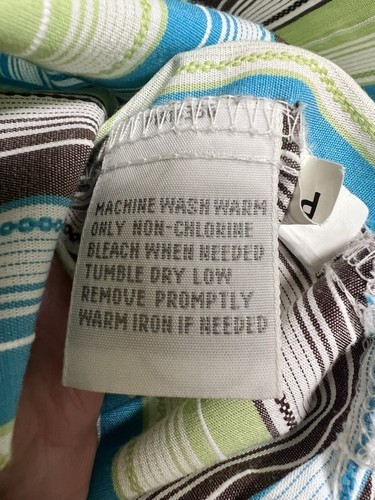 MACHINE WASH WARM
ONLY NON-CHLORINE
BLEACH WHEN NEEDED
TUMBLE DRY LOW
REMOVE PROMPTLY
WARM IRON IF NEEDED
P